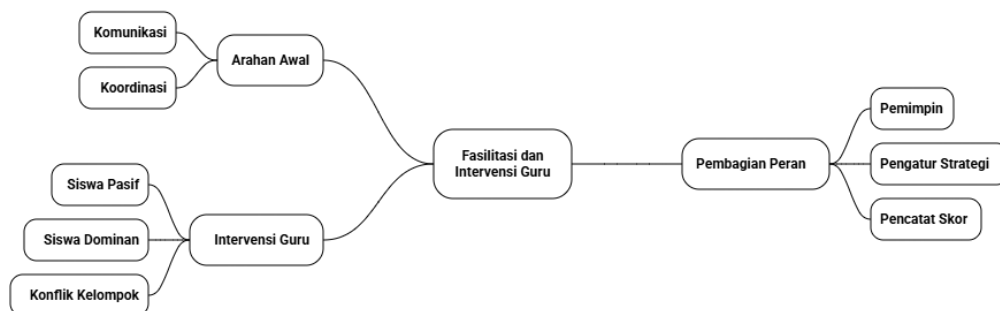 Komunikasi
Koordinasi
Arahan Awal
Siswa Pasif
Siswa Dominan
Konflik Kelompok
Intervensi Guru
Fasilitasi dan
Intervensi Guru
Pembagian Peran
Pemimpin
Pengatur Strategi
Pencatat Skor